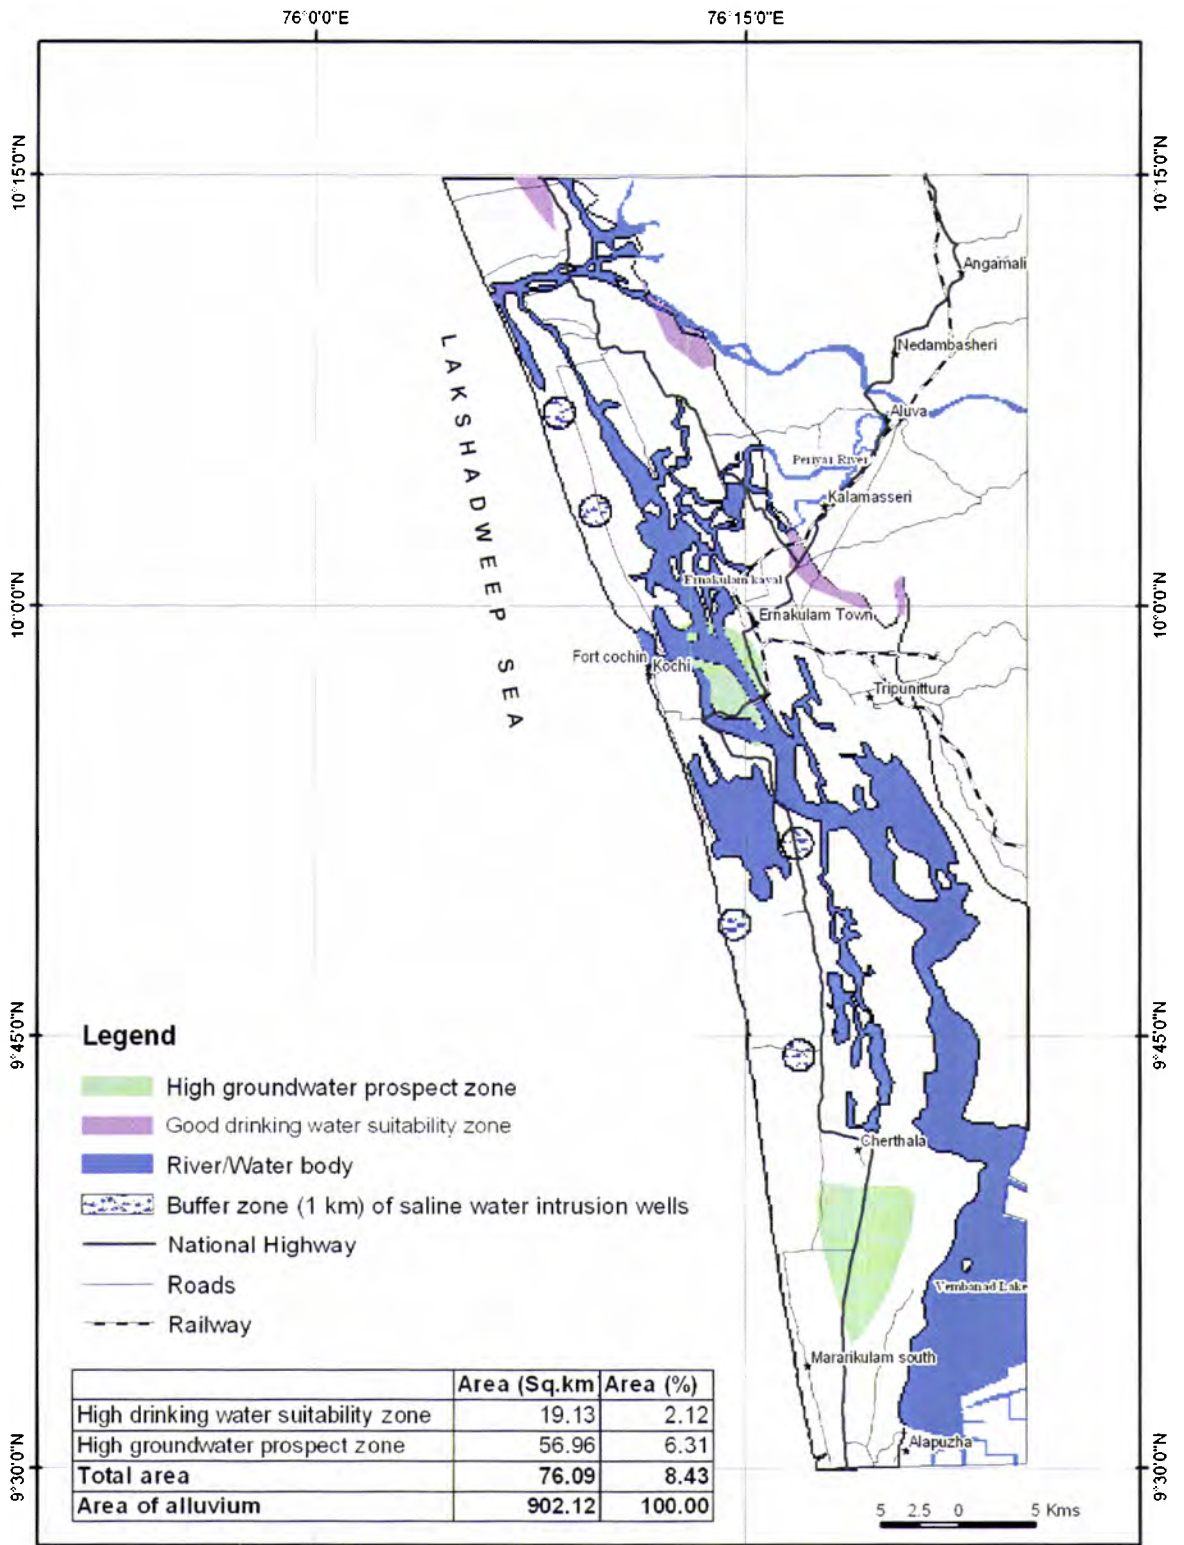 76°0'0"E
76°15'0"E
10°15'0"N
10°15'0"N
Angamali
Nedambasheri
Aluva
Periyar River
Kalamasseri
LAKSHADWEEP SEA
Ernakulam kayal
10°0'0"N
10°0'0"N
Ernakulam Town
Fort cochin
Kochi
Tripunittura
9°45'0"N
9°45'0"N
Legend
High groundwater prospect zone
Good drinking water suitability zone
River/Water body
Buffer zone (1 km) of saline water intrusion wells
National Highway
Roads
Railway
Cherthala
Vembanad Lake
Mararikulam south
Alapuzha
Area (Sq.km Area (%)
High drinking water suitability zone 19.13 2.12
High groundwater prospect zone 56.96 6.31
Total area 76.09 8.43
Area of alluvium 902.12 100.00
9°30'0"N
9°30'0"N
5 2.5 0 5 Kms